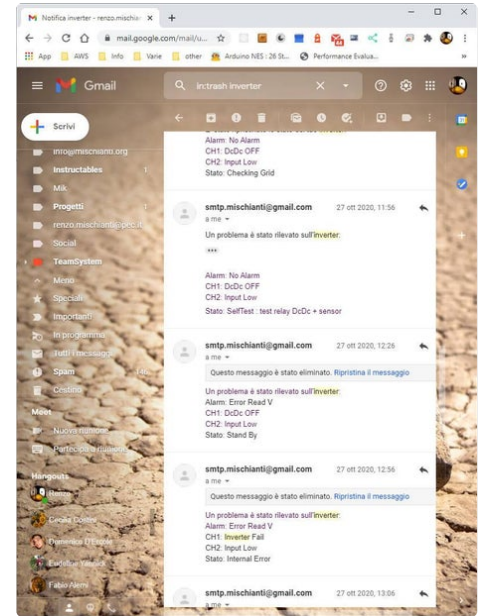 Notifica inverter - renzo.mischia
mail.google.com/mail/u...
App
AWS
Info
Varie
other
Arduino NES : 26 St...
Performance Evalua...
Gmail
in:trash inverter
Scrivi
info@mischianti.org
Instructables 1
Mik
Progetti 1
renzo.mischianti@pec.it
Social
TeamSystem
Meno
Speciali
Importanti
In programma
Tutti i messaggi
Spam
Cestino
Meet
Nuova riunione
Partecipa a riunione
Hangouts
Renzo
Fabio
Alarm: No Alarm
CH1: DcDc OFF
CH2: Input Low
Stato: Checking Grid
smtp.mischianti@gmail.com 27 ott 2020, 11:56
a me
Un problema è stato rilevato sull'inverter:
Alarm: No Alarm
CH1: DcDc OFF
CH2: Input Low
Stato: SelfTest : test relay DcDc + sensor
smtp.mischianti@gmail.com 27 ott 2020, 12:26
a me
Questo messaggio è stato eliminato. Ripristina il messaggio
Un problema è stato rilevato sull'inverter:
Alarm: Error Read V
CH1: DcDc OFF
CH2: Input Low
Stato: Stand By
smtp.mischianti@gmail.com 27 ott 2020, 12:56
a me
Questo messaggio è stato eliminato. Ripristina il messaggio
Un problema è stato rilevato sull'inverter:
Alarm: Error Read V
CH1: Inverter Fail
CH2: Input Low
Stato: Internal Error
smtp.mischianti@gmail.com 27 ott 2020, 13:06
a me